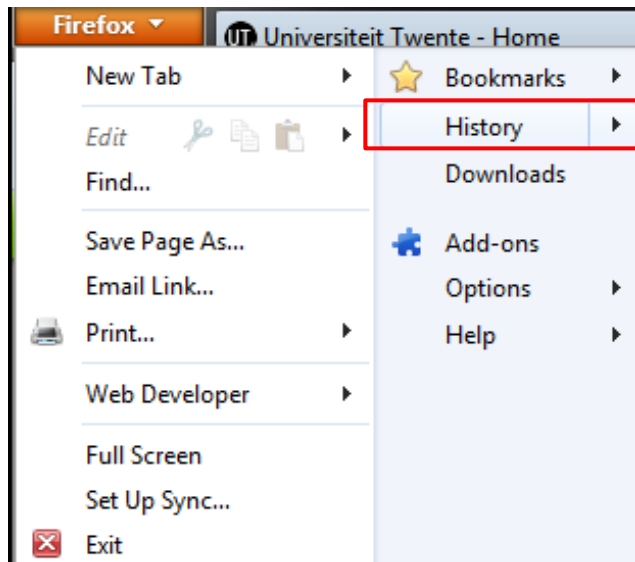 Firefox
UT Universiteit Twente - Home
New Tab
Edit
Find...
Save Page As...
Email Link...
Print...
Web Developer
Full Screen
Set Up Sync...
Exit
Bookmarks
History
Downloads
Add-ons
Options
Help